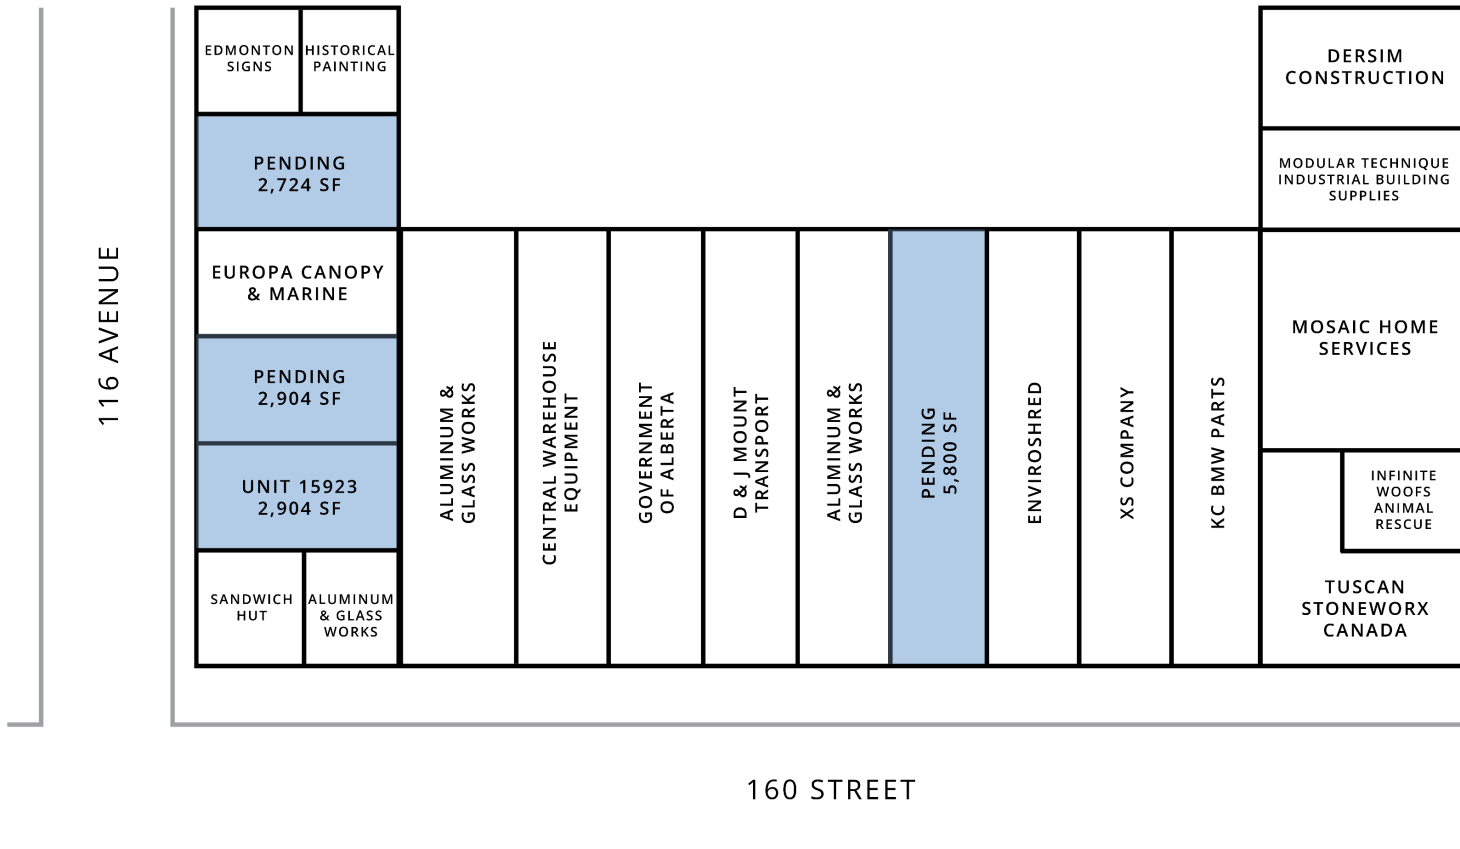 EDMONTON
SIGNS
HISTORICAL
PAINTING
PENDING
2,724 SF
EUROPA CANOPY
& MARINE
PENDING
2,904 SF
UNIT 15923
2,904 SF
SANDWICH
HUT
ALUMINUM
& GLASS
WORKS
116 AVENUE
ALUMINUM &
GLASS WORKS
CENTRAL WAREHOUSE
EQUIPMENT
GOVERNMENT
OF ALBERTA
D & J MOUNT
TRANSPORT
ALUMINUM &
GLASS WORKS
PENDING
5,800 SF
ENVIROSHRED
XS COMPANY
KC BMW PARTS
DERSIM
CONSTRUCTION
MODULAR TECHNIQUE
INDUSTRIAL BUILDING
SUPPLIES
MOSAIC HOME
SERVICES
INFINITE
WOOFS
ANIMAL
RESCUE
TUSCAN
STONEWORX
CANADA
160 STREET